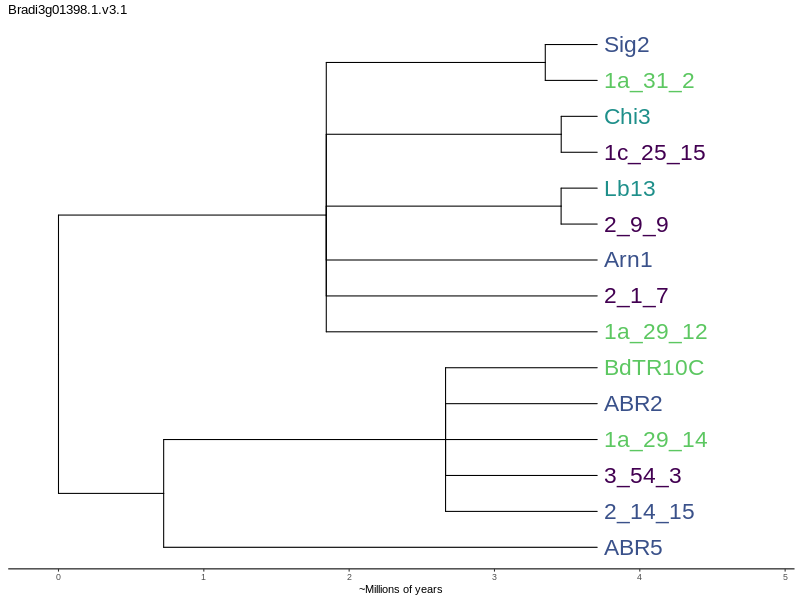 Bradi3g01398.1.v3.1
Sig2
1a_31_2
Chi3
1c_25_15
Lb13
2_9_9
Arn1
2_1_7
1a_29_12
BdTR10C
ABR2
1a_29_14
3_54_3
2_14_15
ABR5
0 1 2 3 4 5
~Millions of years